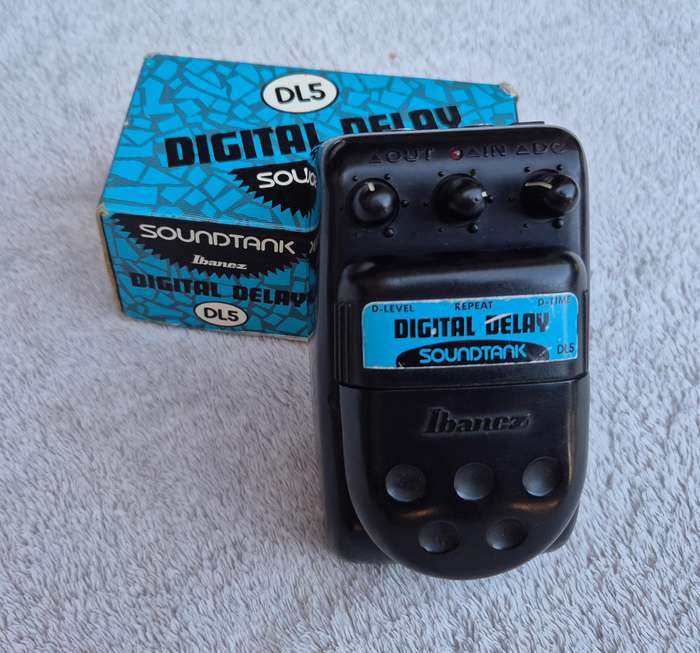 DL5
DIGITAL DELAY
SOUNDTANK
Ibanez
DIGITAL DELAY
DL5
OUT IN DC
D-LEVEL REPEAT D-TIME
DIGITAL DELAY
SOUNDTANK DL5
Ibanez